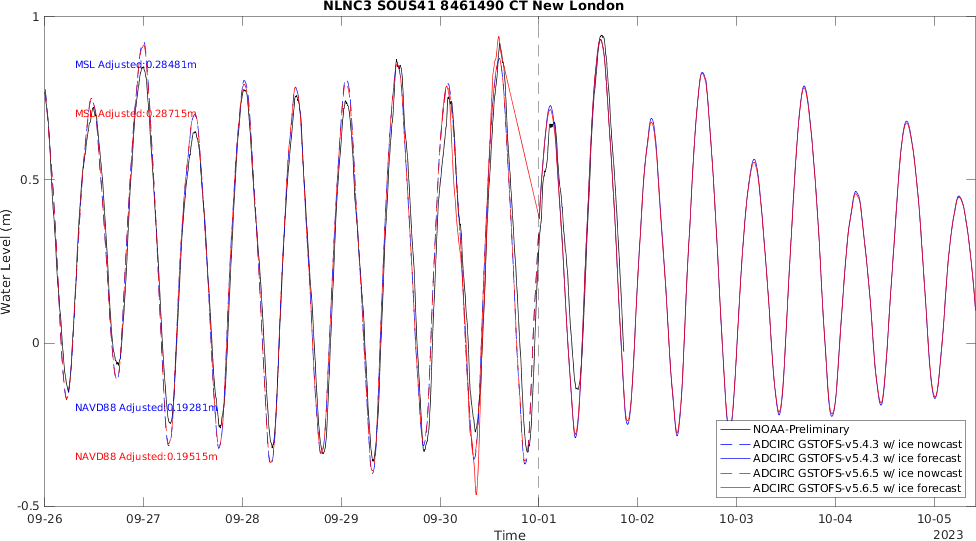 NLNC3 SOUS41 8461490 CT New London
1
0.5
0
-0.5
Water Level (m)
MSL Adjusted:0.28481m
MSL Adjusted:0.28715m
NAVD88 Adjusted:0.19281m
NAVD88 Adjusted:0.19515m
NOAA-Preliminary
ADCIRC GSTOFS-v5.4.3 w/ ice nowcast
ADCIRC GSTOFS-v5.4.3 w/ ice forecast
ADCIRC GSTOFS-v5.6.5 w/ ice nowcast
ADCIRC GSTOFS-v5.6.5 w/ ice forecast
09-26 09-27 09-28 09-29 09-30 10-01 10-02 10-03 10-04 10-05
Time
2023